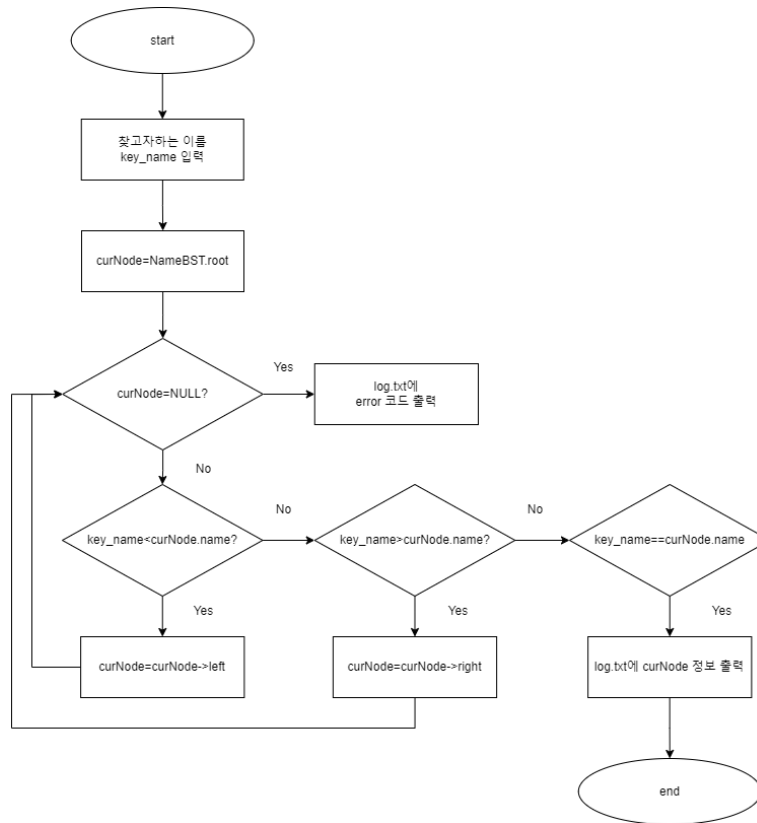 start
찾고자하는 이름
key_name 입력
curNode=NameBST.root
curNode=NULL?
Yes
log.txt에
error 코드 출력
No
key_name<curNode.name?
No
key_name>curNode.name?
No
key_name==curNode.name
Yes
Yes
Yes
curNode=curNode->left
curNode=curNode->right
log.txt에 curNode 정보 출력
end